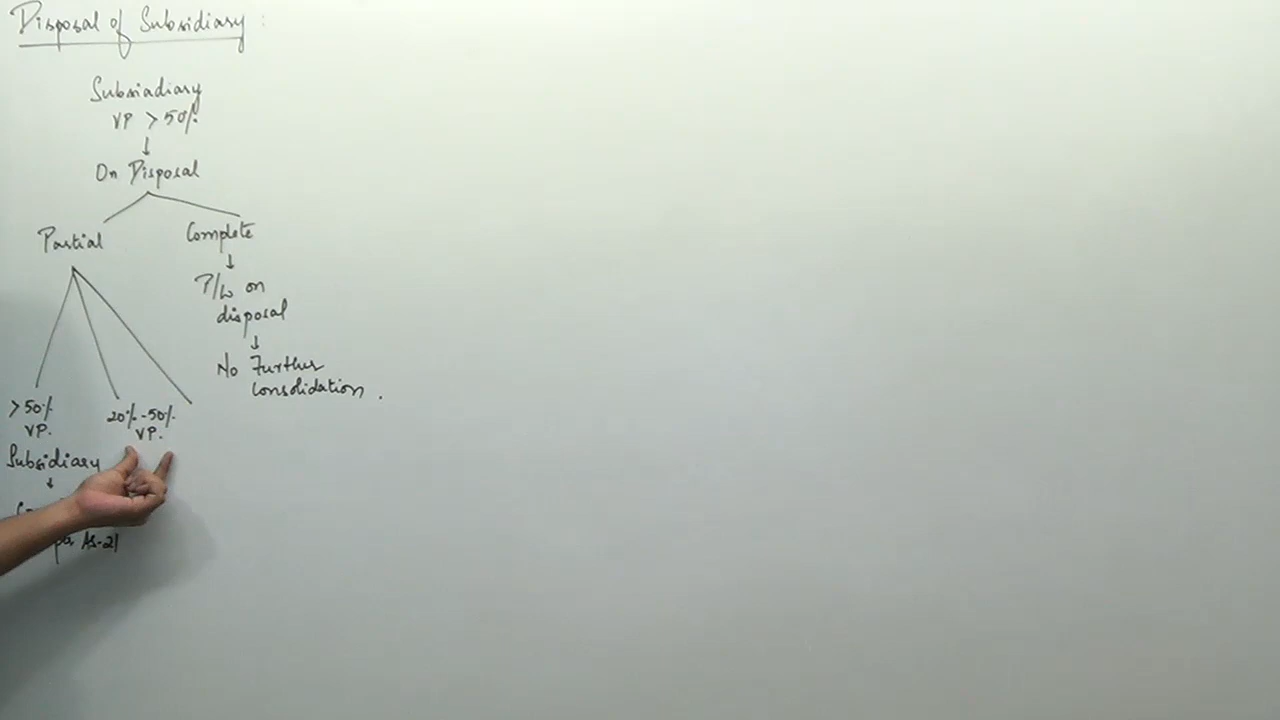 Disposal of Subsidiary :
Subsiadiary
VP > 50%
↓
On Disposal
Partial
Complete
↓
P/L on
disposal
↓
No Further
Consolidation .
> 50%
VP.
Subsidiary
↓
20% - 50%
VP.
AS-21